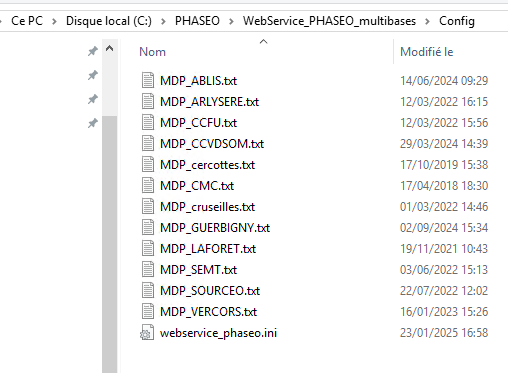 Ce PC > Disque local (C:) > PHASEO > WebService_PHASEO_multibases > Config
Nom Modifié le
MDP_ABLIS.txt 14/06/2024 09:29
MDP_ARLYSERE.txt 12/03/2022 16:15
MDP_CCFU.txt 12/03/2022 15:56
MDP_CCVDSOM.txt 29/03/2024 14:39
MDP_cercottes.txt 17/10/2019 15:38
MDP_CMC.txt 17/04/2018 18:30
MDP_cruseilles.txt 01/03/2022 14:46
MDP_GUERBIGNY.txt 02/09/2024 15:34
MDP_LAFORET.txt 19/11/2021 10:43
MDP_SEMT.txt 03/06/2022 15:13
MDP_SOURCEO.txt 22/07/2022 12:02
MDP_VERCORS.txt 16/01/2023 15:26
webservice_phaseo.ini 23/01/2025 16:58